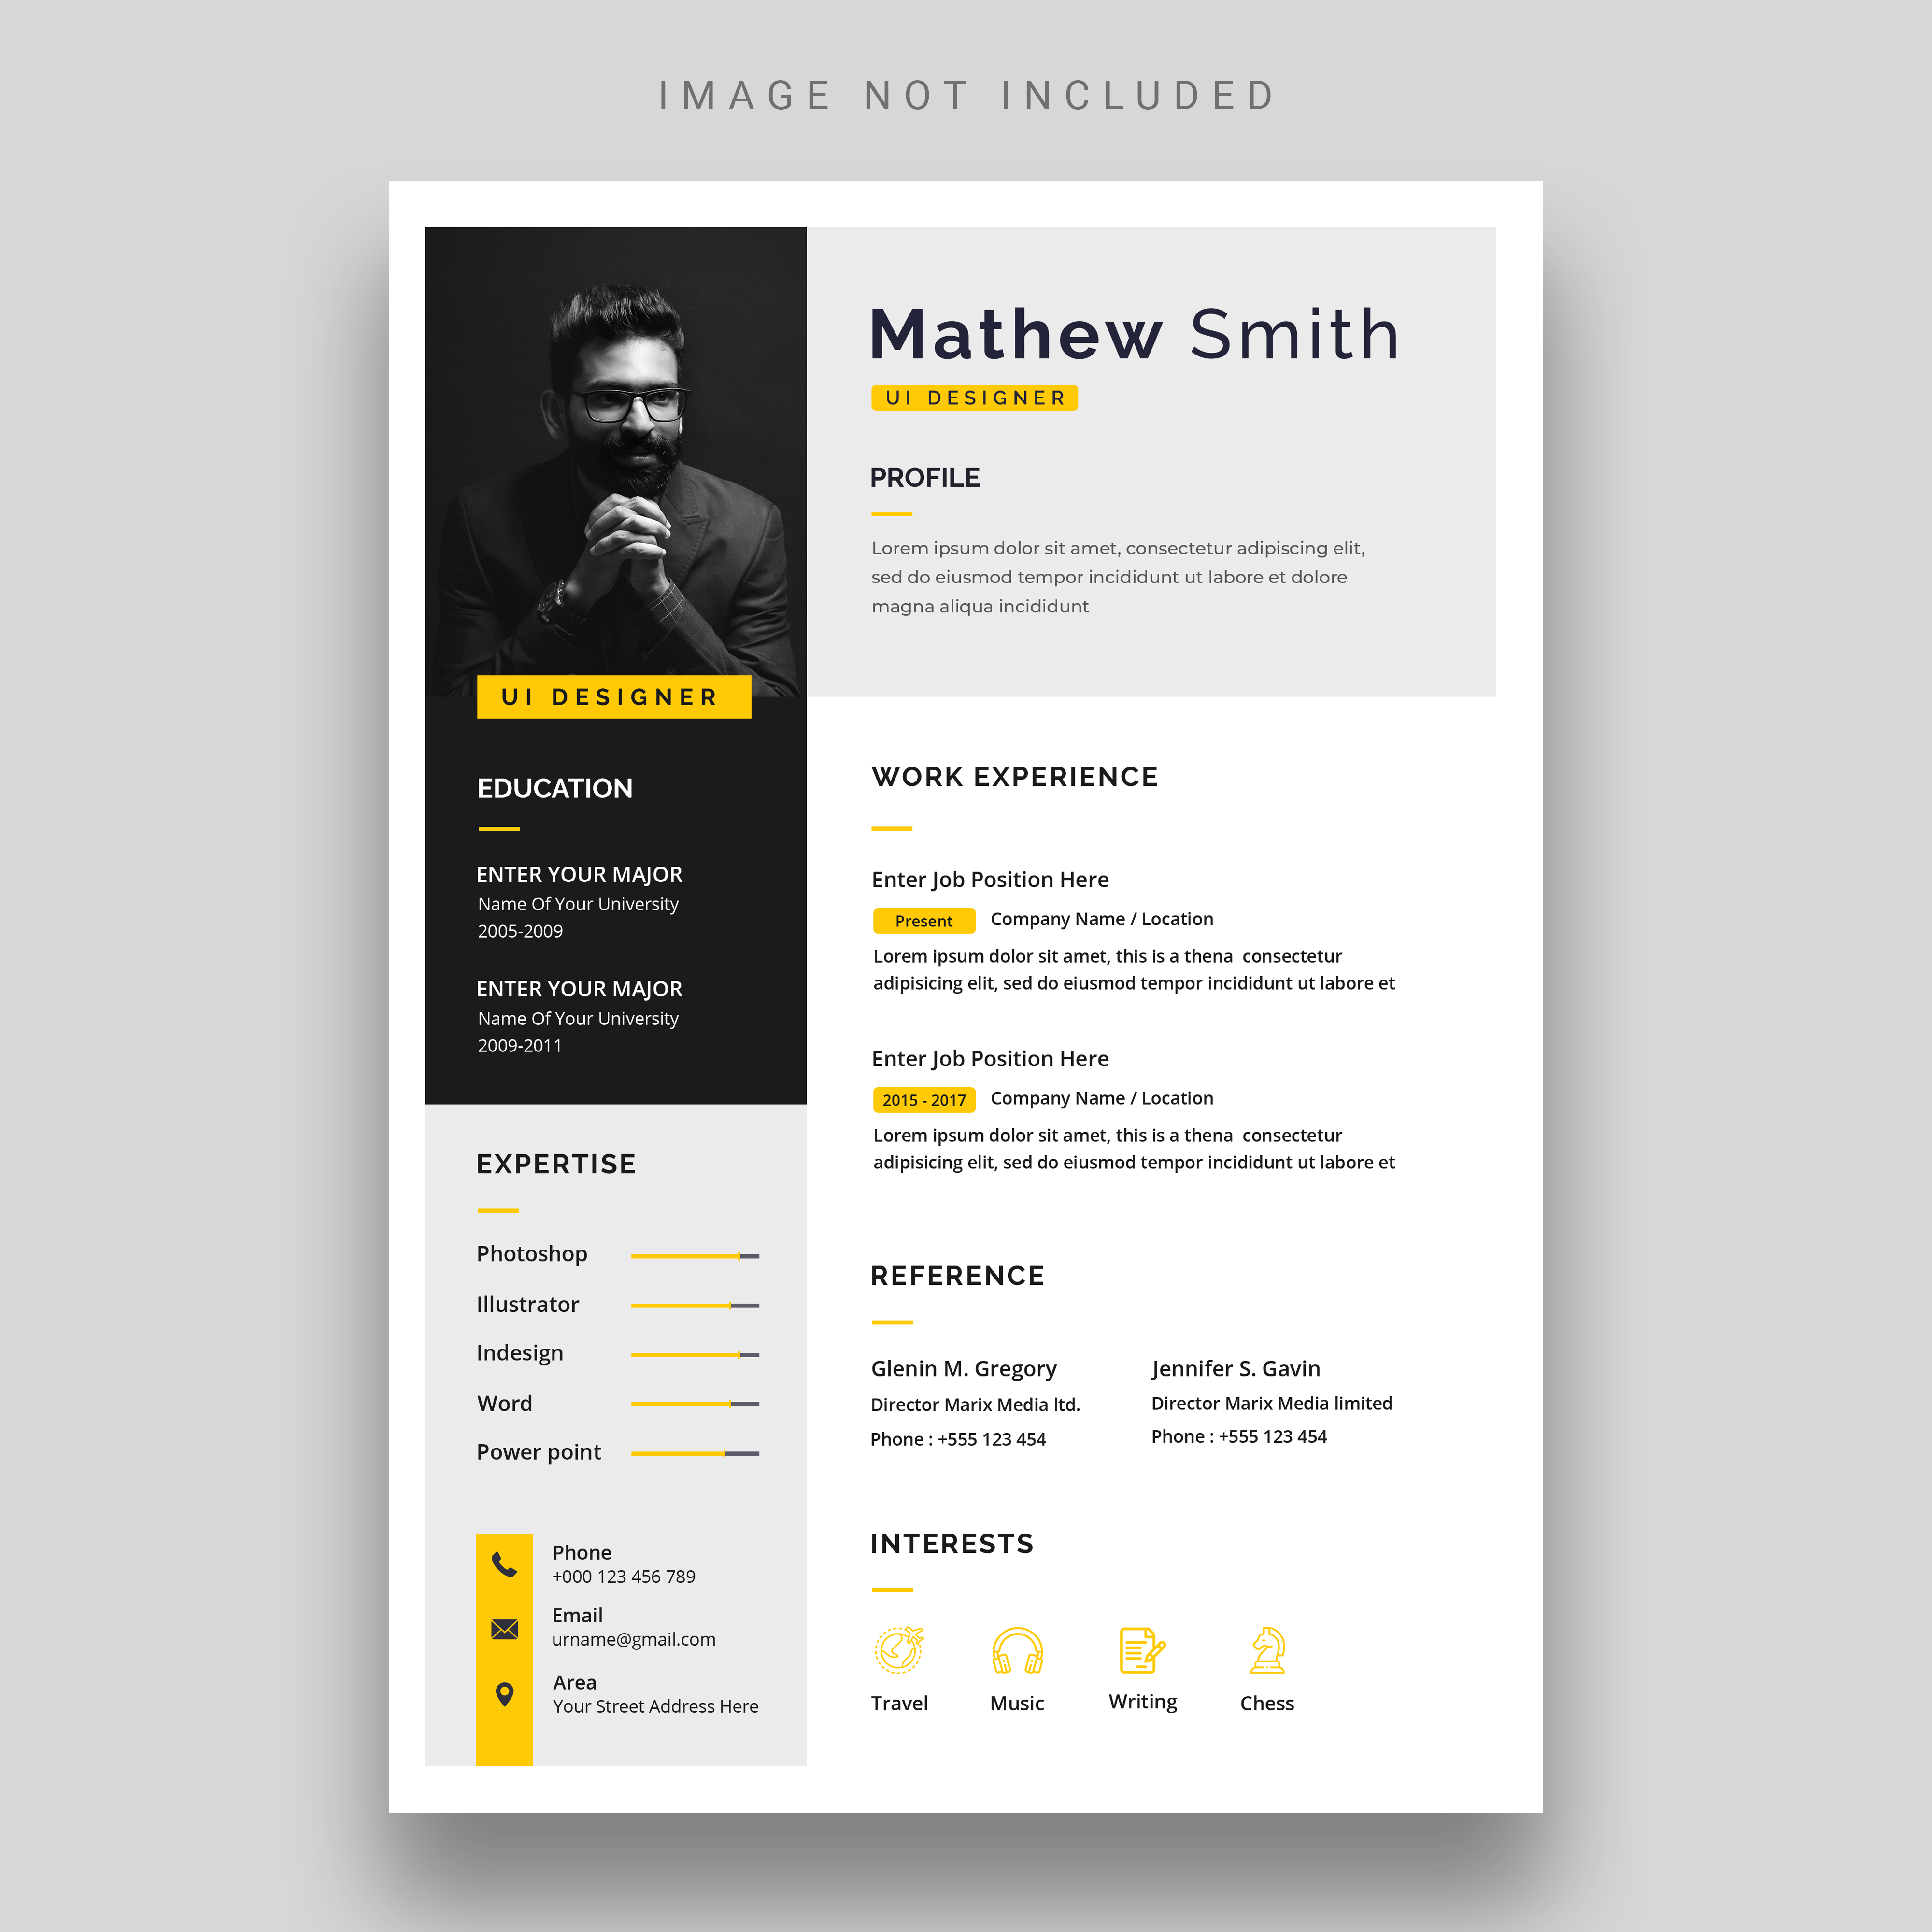 IMAGE NOT INCLUDED
Mathew Smith
UI DESIGNER
PROFILE
Lorem ipsum dolor sit amet, consectetur adipiscing elit,
sed do eiusmod tempor incididunt ut labore et dolore
magna aliqua incididunt
UI DESIGNER
EDUCATION
ENTER YOUR MAJOR
Name Of Your University
2005-2009
ENTER YOUR MAJOR
Name Of Your University
2009-2011
EXPERTISE
Photoshop
Illustrator
Indesign
Word
Power point
Phone
+000 123 456 789
Email
urname@gmail.com
Area
Your Street Address Here
WORK EXPERIENCE
Enter Job Position Here
Present Company Name / Location
Lorem ipsum dolor sit amet, this is a thena  consectetur
adipisicing elit, sed do eiusmod tempor incididunt ut labore et
Enter Job Position Here
2015 - 2017 Company Name / Location
Lorem ipsum dolor sit amet, this is a thena  consectetur
adipisicing elit, sed do eiusmod tempor incididunt ut labore et
REFERENCE
Glenin M. Gregory
Director Marix Media ltd.
Phone : +555 123 454
Jennifer S. Gavin
Director Marix Media limited
Phone : +555 123 454
INTERESTS
Travel Music Writing Chess